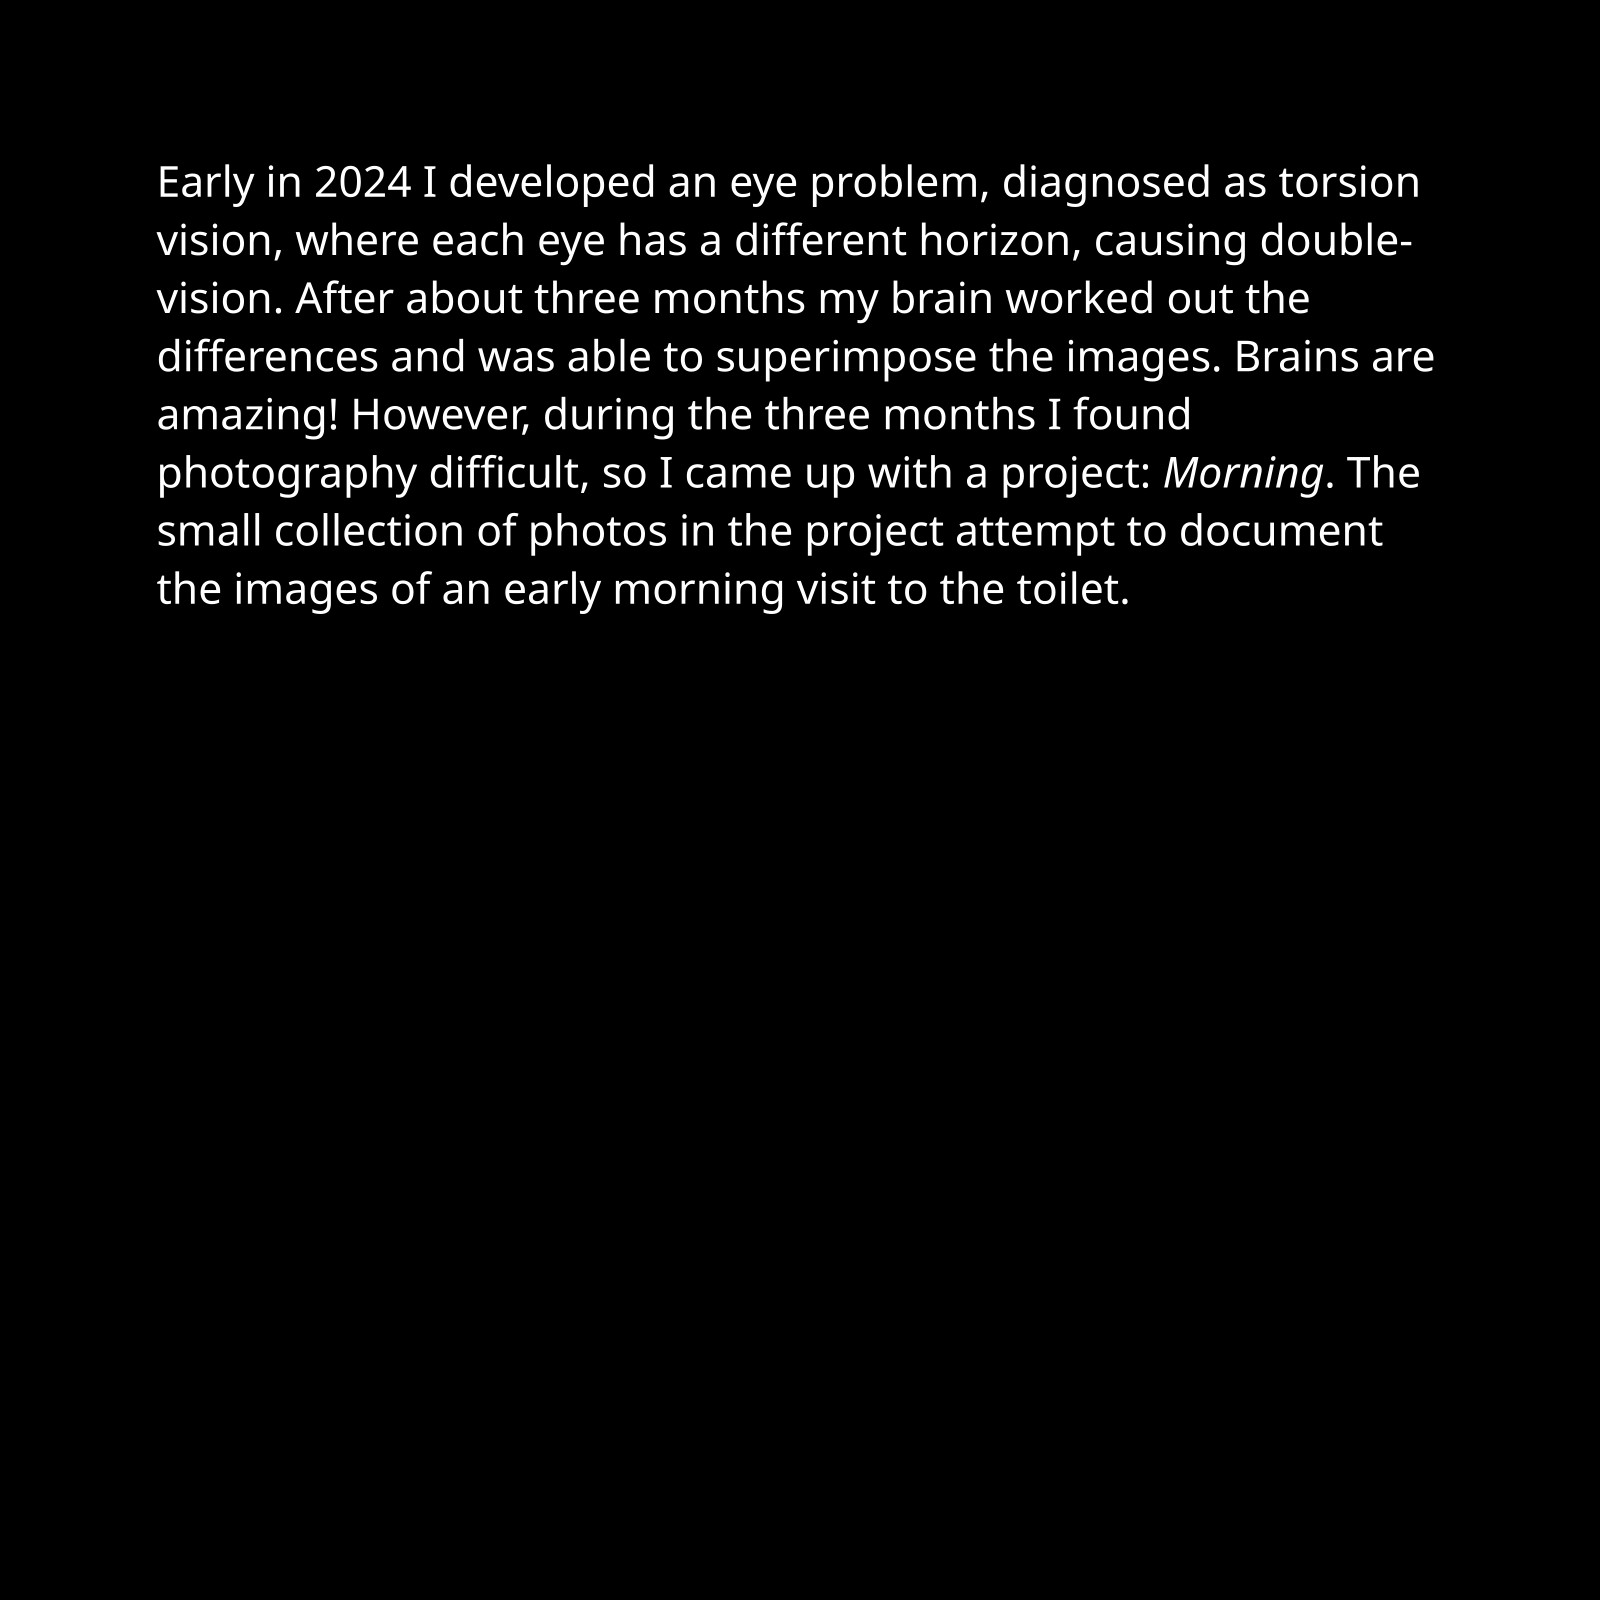 Early in 2024 I developed an eye problem, diagnosed as torsion
vision, where each eye has a different horizon, causing double-
vision. After about three months my brain worked out the
differences and was able to superimpose the images. Brains are
amazing! However, during the three months I found
photography difficult, so I came up with a project: Morning. The
small collection of photos in the project attempt to document
the images of an early morning visit to the toilet.